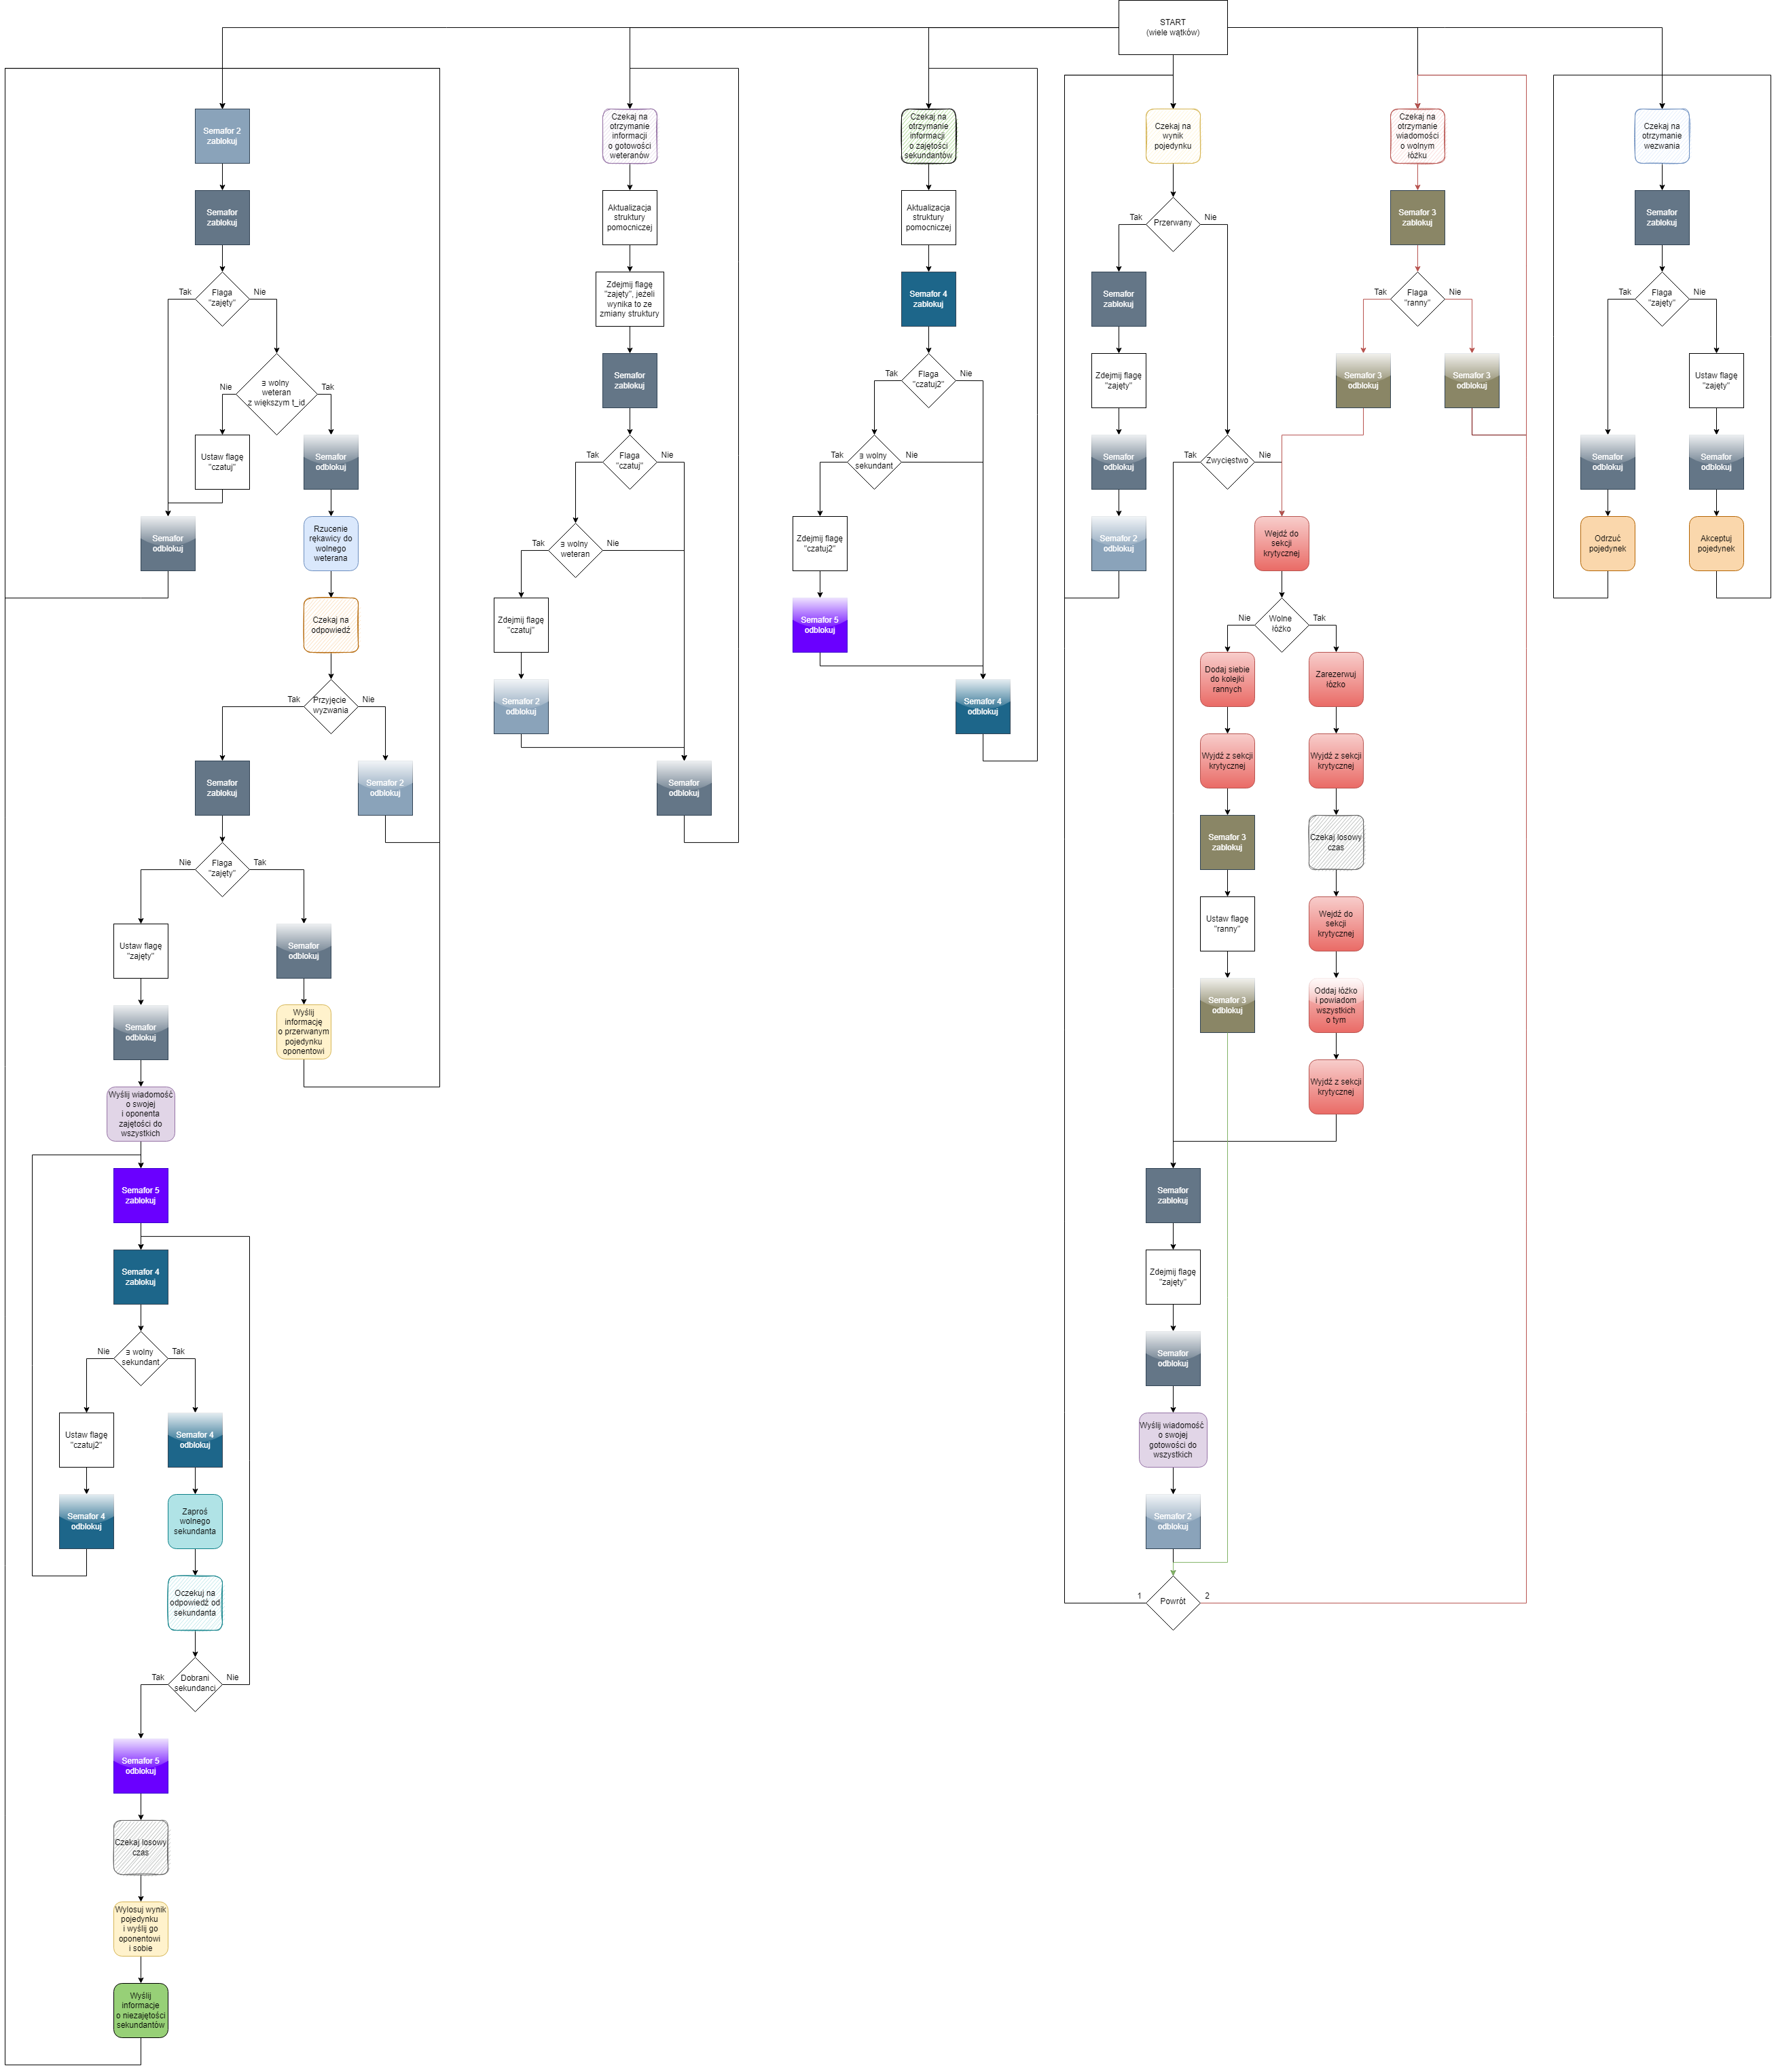 START
(wiele wątków)
Semafor 2
zablokuj
Semafor
zablokuj
Flaga
"zajęty"
Tak
Nie
∃ wolny
weteran
z większym t_id
Nie
Tak
Ustaw flagę
"czatuj"
Semafor
odblokuj
Semafor
odblokuj
Rzucenie
rękawicy do
wolnego
weterana
Czekaj na
odpowiedź
Przyjęcie
wyzwania
Tak
Nie
Semafor
zablokuj
Semafor 2
odblokuj
Flaga
"zajęty"
Nie
Tak
Ustaw flagę
"zajęty"
Semafor
odblokuj
Semafor
odblokuj
Wyślij
informację
o przerwanym
pojedynku
oponentowi
Wyślij wiadomość
o swojej
i oponenta
zajętości do
wszystkich
Semafor 5
zablokuj
Semafor 4
zablokuj
∃ wolny
sekundant
Nie
Tak
Ustaw flagę
"czatuj2"
Semafor 4
odblokuj
Semafor 4
odblokuj
Zaproś
wolnego
sekundanta
Oczekuj na
odpowiedź od
sekundanta
Dobrani
sekundanci
Tak
Nie
Semafor 5
odblokuj
Czekaj losowy
czas
Wylosuj wynik
pojedynku
i wyślij go
oponentowi
i sobie
Wyślij
informacje
o niezajętości
sekundantów
Czekaj na
otrzymanie
informacji
o gotowości
weteranów
Aktualizacja
struktury
pomocniczej
Zdejmij flagę
"zajęty", jeżeli
wynika to ze
zmiany struktury
Semafor
zablokuj
Flaga
"czatuj"
Tak
Nie
∃ wolny
weteran
Tak
Nie
Zdejmij flagę
"czatuj"
Semafor 2
odblokuj
Semafor
odblokuj
Czekaj na
otrzymanie
informacji
o zajętości
sekundantów
Aktualizacja
struktury
pomocniczej
Semafor 4
zablokuj
Flaga
"czatuj2"
Tak
Nie
∃ wolny
sekundant
Tak
Nie
Zdejmij flagę
"czatuj2"
Semafor 5
odblokuj
Semafor 4
odblokuj
Czekaj na
wynik
pojedynku
Przerwany
Tak
Nie
Semafor
zablokuj
Zdejmij flagę
"zajęty"
Semafor
odblokuj
Semafor 2
odblokuj
Zwycięstwo
Tak
Nie
Wejdź do
sekcji
krytycznej
Wolne
łóżko
Nie
Tak
Dodaj siebie
do kolejki
rannych
Wyjdź z sekcji
krytycznej
Semafor 3
zablokuj
Ustaw flagę
"ranny"
Semafor 3
odblokuj
Zarezerwuj
łózko
Wyjdź z sekcji
krytycznej
Czekaj losowy
czas
Wejdź do
sekcji
krytycznej
Oddaj łóżko
i powiadom
wszystkich
o tym
Wyjdź z sekcji
krytycznej
Semafor
zablokuj
Zdejmij flagę
"zajęty"
Semafor
odblokuj
Wyślij wiadomość
o swojej
gotowości do
wszystkich
Semafor 2
odblokuj
Powrót
1
2
Czekaj na
otrzymanie
wiadomości
o wolnym
łóżku
Semafor 3
zablokuj
Flaga
"ranny"
Tak
Nie
Semafor 3
odblokuj
Semafor 3
odblokuj
Czekaj na
otrzymanie
wezwania
Semafor
zablokuj
Flaga
"zajęty"
Tak
Nie
Ustaw flagę
"zajęty"
Semafor
odblokuj
Semafor
odblokuj
Odrzuć
pojedynek
Akceptuj
pojedynek